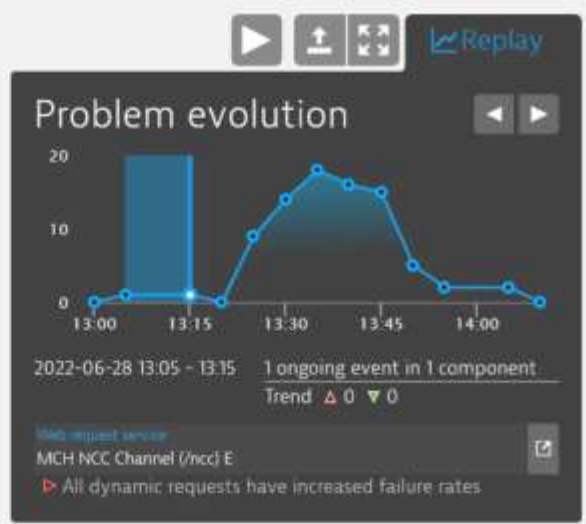 Replay
Problem evolution
20
10
0
13:00 13:15 13:30 13:45 14:00
2022-06-28 13:05 - 13:15
1 ongoing event in 1 component
Trend 0 0
Web request service
MCH NCC Channel (/ncc) E
All dynamic requests have increased failure rates